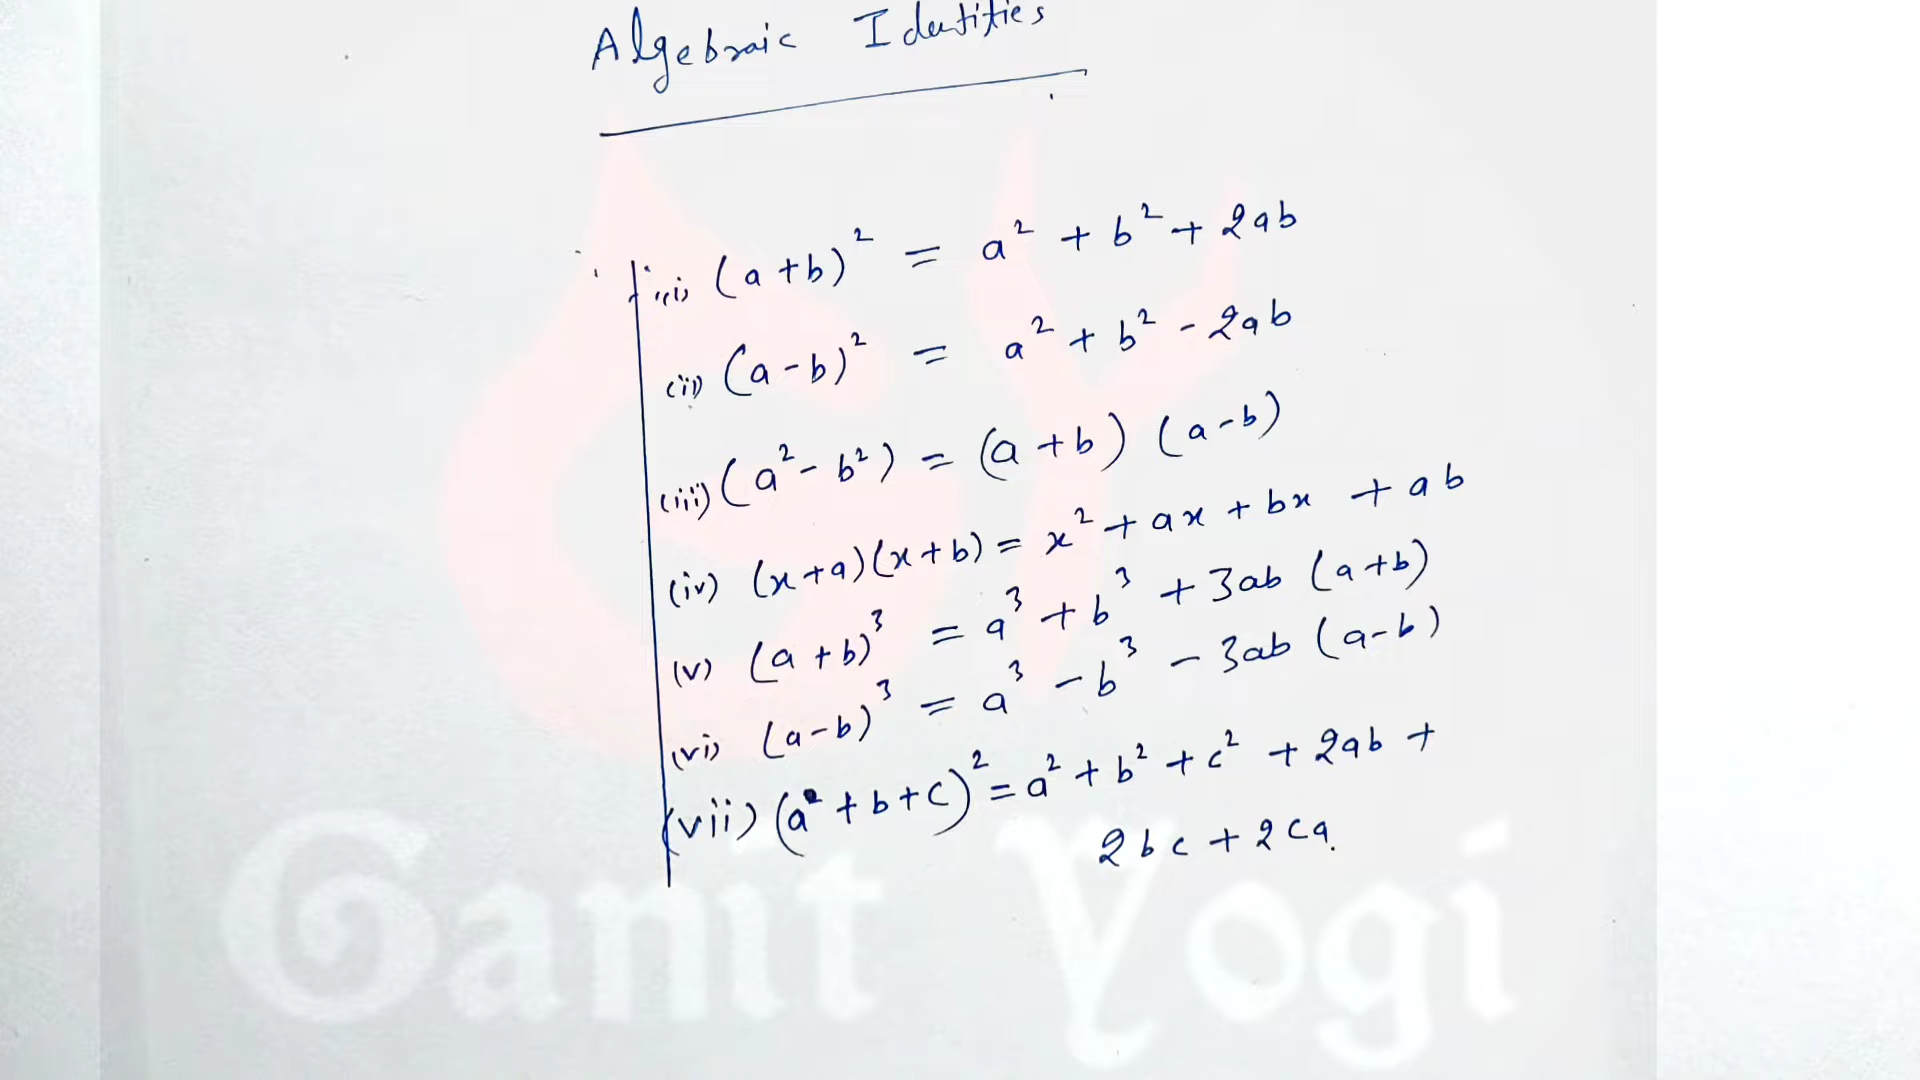 Algebraic Identities
(i) (a+b)² = a² + b² + 2ab
(ii) (a-b)² = a² + b² - 2ab
(iii) (a² - b²) = (a+b) (a-b)
(iv) (x+a)(x+b) = x² + ax + bx + ab
(v) (a+b)³ = a³ + b³ + 3ab (a+b)
(vi) (a-b)³ = a³ - b³ - 3ab (a-b)
(vii) (a + b + c)² = a² + b² + c² + 2ab +
2bc + 2ca.
Ganit Yogi